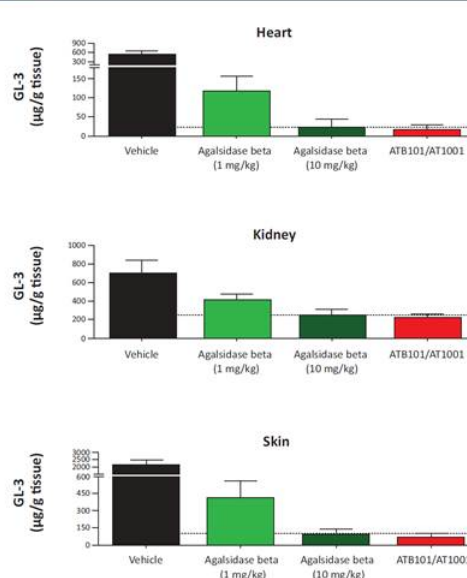 Heart
GL-3
(µg/g tissue)
900
600
300
150
100
50
0
Vehicle
Agalsidase beta
(1 mg/kg)
Agalsidase beta
(10 mg/kg)
ATB101/AT1001
Kidney
GL-3
(µg/g tissue)
1000
800
600
400
200
0
Vehicle
Agalsidase beta
(1 mg/kg)
Agalsidase beta
(10 mg/kg)
ATB101/AT1001
Skin
GL-3
(µg/g tissue)
3000
2500
2000
600
450
300
150
0
Vehicle
Agalsidase beta
(1 mg/kg)
Agalsidase beta
(10 mg/kg)
ATB101/AT1001